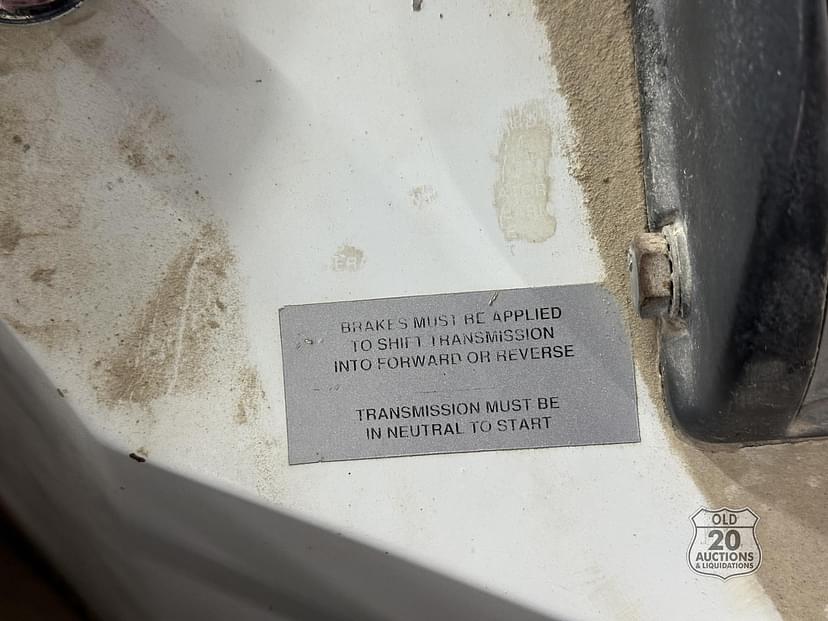 BRAKES MUST BE APPLIED
TO SHIFT TRANSMISSION
INTO FORWARD OR REVERSE
TRANSMISSION MUST BE
IN NEUTRAL TO START
OLD
20
AUCTIONS
& LIQUIDATIONS